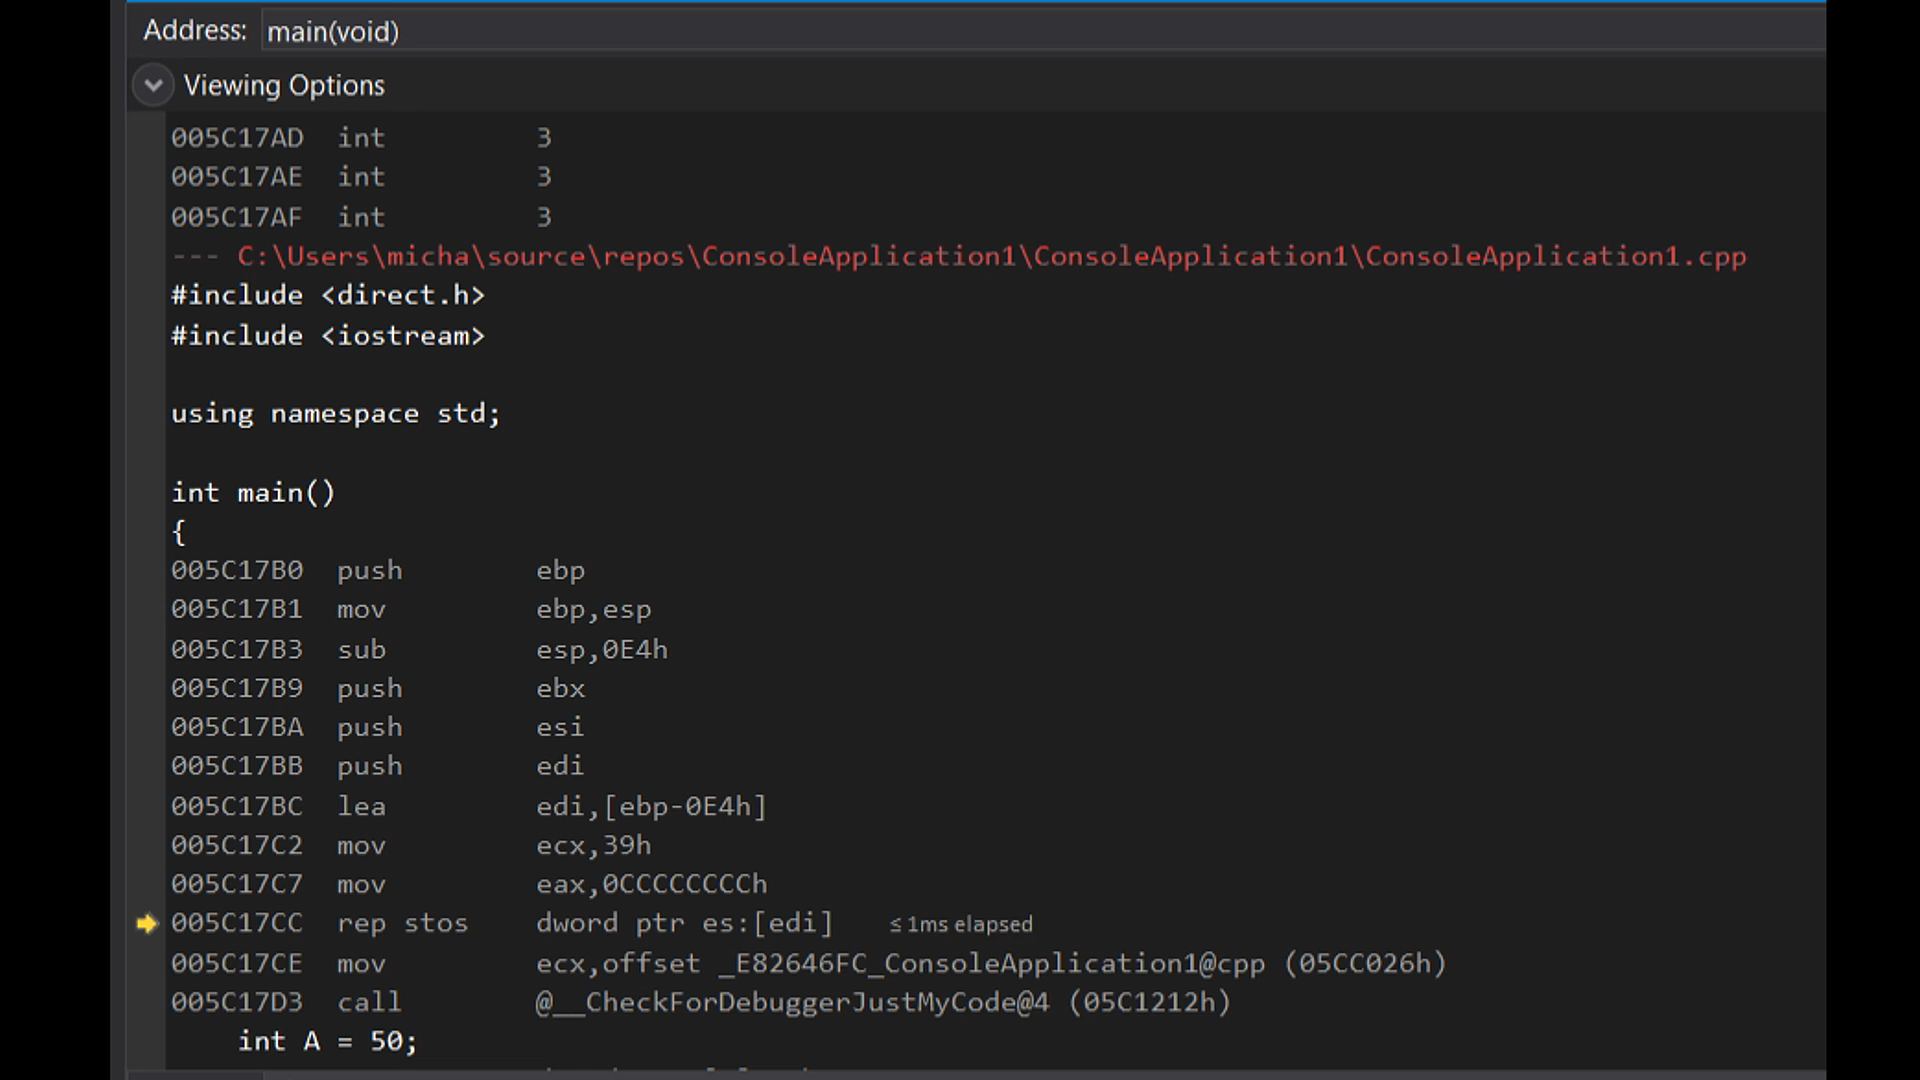 Address: main(void)
Viewing Options
005C17AD  int         3
005C17AE  int         3
005C17AF  int         3
--- C:\Users\micha\source\repos\ConsoleApplication1\ConsoleApplication1\ConsoleApplication1.cpp
#include <direct.h>
#include <iostream>
using namespace std;
int main()
{
005C17B0  push        ebp
005C17B1  mov         ebp,esp
005C17B3  sub         esp,0E4h
005C17B9  push        ebx
005C17BA  push        esi
005C17BB  push        edi
005C17BC  lea         edi,[ebp-0E4h]
005C17C2  mov         ecx,39h
005C17C7  mov         eax,0CCCCCCCCh
005C17CC  rep stos    dword ptr es:[edi]  ≤ 1ms elapsed
005C17CE  mov         ecx,offset _E82646FC_ConsoleApplication1@cpp (05CC026h)
005C17D3  call        @__CheckForDebuggerJustMyCode@4 (05C1212h)
    int A = 50;